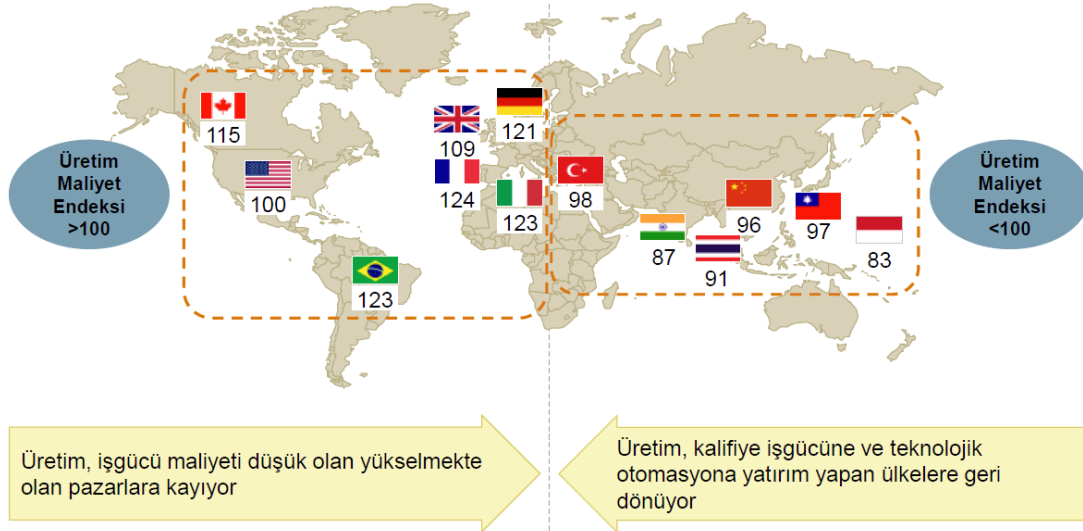 Üretim
Maliyet
Endeksi
>100
115
100
123
109
124
121
123
98
87
91
96
97
83
Üretim
Maliyet
Endeksi
<100
Üretim, işgücü maliyeti düşük olan yükselmekte
olan pazarlara kayıyor
Üretim, kalifiye işgücüne ve teknolojik
otomasyona yatırım yapan ülkelere geri
dönüyor